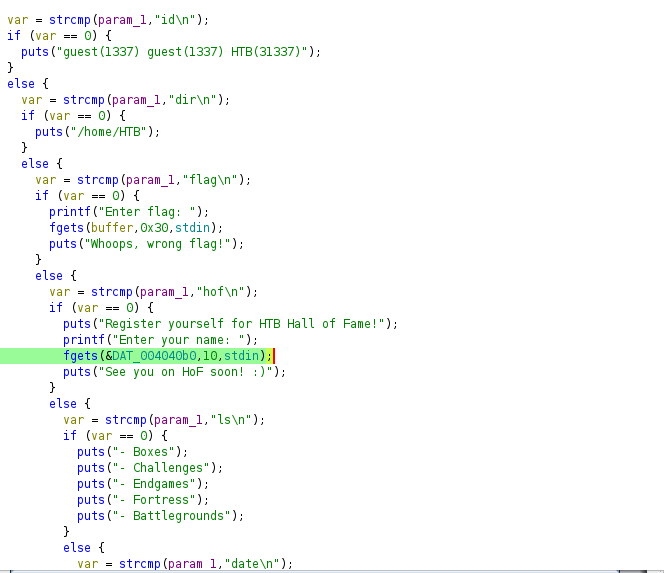 var = strcmp(param_1,"id\n");
if (var == 0) {
puts("guest(1337) guest(1337) HTB(31337)");
}
else {
var = strcmp(param_1,"dir\n");
if (var == 0) {
puts("/home/HTB");
}
else {
var = strcmp(param_1,"flag\n");
if (var == 0) {
printf("Enter flag: ");
fgets(buffer,0x30,stdin);
puts("Whoops, wrong flag!");
}
else {
var = strcmp(param_1,"hof\n");
if (var == 0) {
puts("Register yourself for HTB Hall of Fame!");
printf("Enter your name: ");
fgets(&DAT_004040b0,10,stdin);
puts("See you on HoF soon! :)");
}
else {
var = strcmp(param_1,"ls\n");
if (var == 0) {
puts("- Boxes");
puts("- Challenges");
puts("- Endgames");
puts("- Fortress");
puts("- Battlegrounds");
}
else {
var = strcmp(param_1,"date\n");